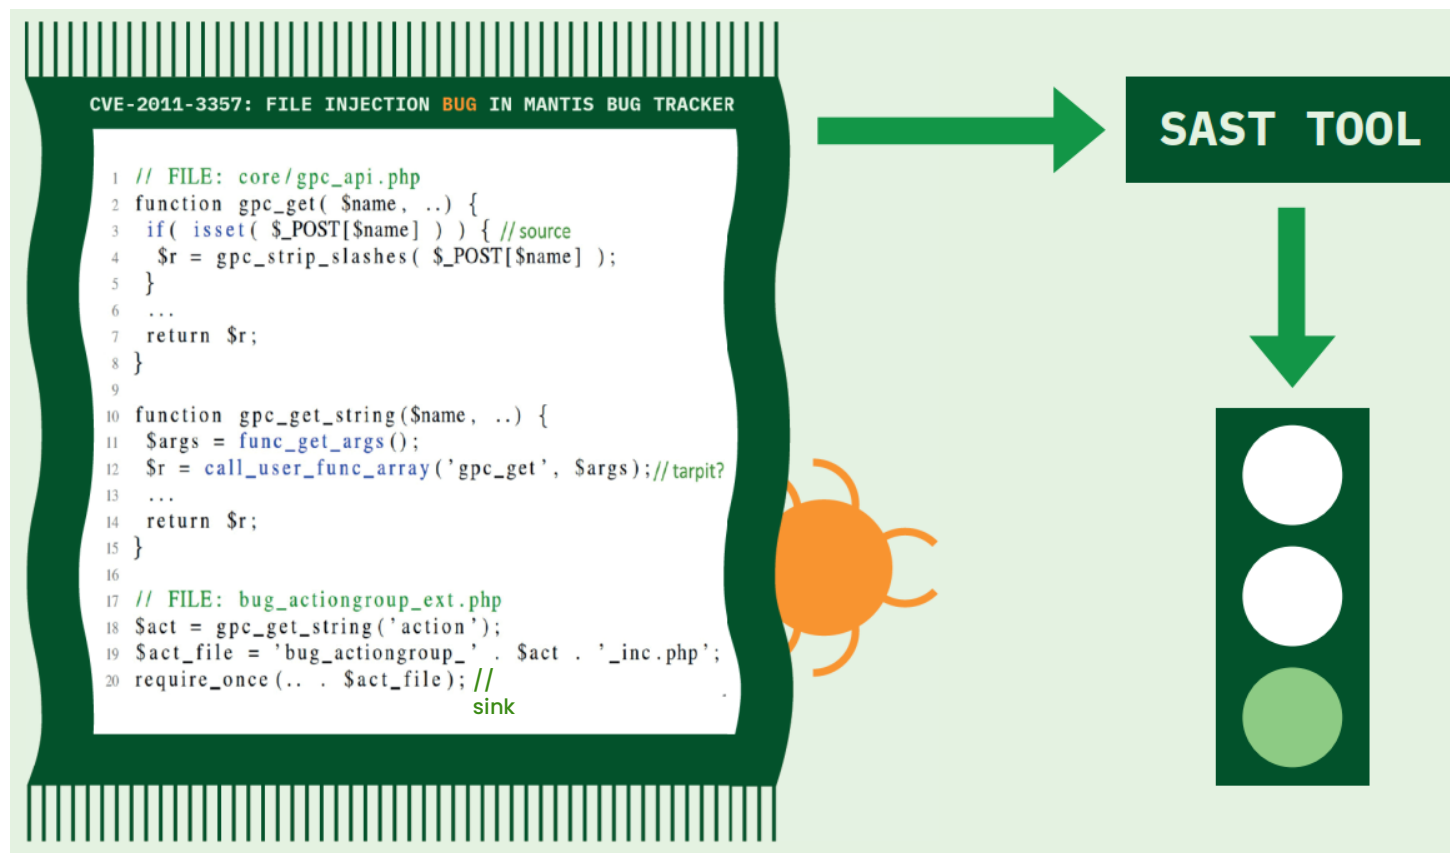 CVE-2011-3357: FILE INJECTION BUG IN MANTIS BUG TRACKER
SAST TOOL
1 // FILE: core/gpc_api.php
2 function gpc_get( $name, ..) {
3 if( isset( $_POST[$name] ) ) { // source
4 $r = gpc_strip_slashes( $_POST[$name] );
5 }
6 ...
7 return $r;
8 }
9
10 function gpc_get_string($name, ..) {
11 $args = func_get_args();
12 $r = call_user_func_array('gpc_get', $args);// tarpit?
13 ...
14 return $r;
15 }
16
17 // FILE: bug_actiongroup_ext.php
18 $act = gpc_get_string('action');
19 $act_file = 'bug_actiongroup_' . $act . '_inc.php';
20 require_once(.. . $act_file); //
sink